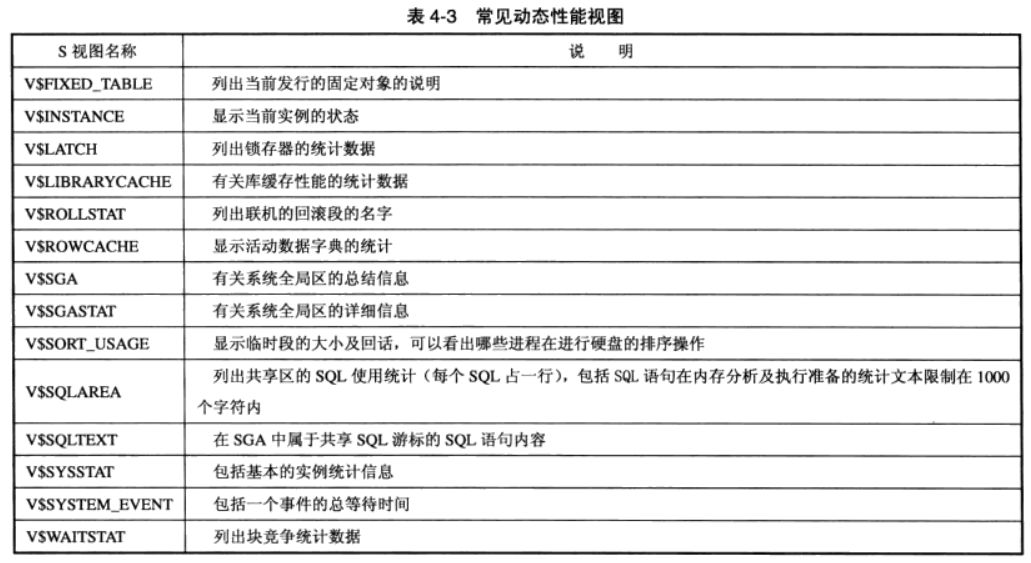 表 4-3 常见动态性能视图
S 视图名称 说 明
V$FIXED_TABLE 列出当前发行的固定对象的说明
V$INSTANCE 显示当前实例的状态
V$LATCH 列出锁存器的统计数据
V$LIBRARYCACHE 有关库缓存性能的统计数据
V$ROLLSTAT 列出联机的回滚段的名字
V$ROWCACHE 显示活动数据字典的统计
V$SGA 有关系统全局区的总结信息
V$SGASTAT 有关系统全局区的详细信息
V$SORT_USAGE 显示临时段的大小及回话，可以看出哪些进程在进行硬盘的排序操作
V$SQLAREA 列出共享区的 SQL 使用统计（每个 SQL 占一行），包括 SQL 语句在内存分析及执行准备的统计文本限制在 1000
个字符内
V$SQLTEXT 在 SGA 中属于共享 SQL 游标的 SQL 语句内容
V$SYSSTAT 包括基本的实例统计信息
V$SYSTEM_EVENT 包括一个事件的总等待时间
V$WAITSTAT 列出块竞争统计数据